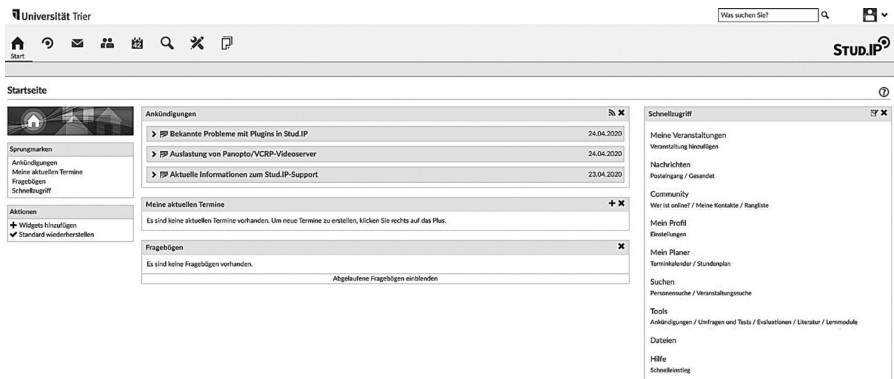 Universität Trier
Was suchen Sie?
Start
42
STUD.IP
Startseite
Sprungmarken
Ankündigungen
Meine aktuellen Termine
Fragebögen
Schnellzugriff
Aktionen
Widgets hinzufügen
Standard wiederherstellen
Ankündigungen
Bekannte Probleme mit Plugins in Stud.IP 24.04.2020
Auslastung von Panopto/VCRP-Videoserver 24.04.2020
Aktuelle Informationen zum Stud.IP-Support 23.04.2020
Meine aktuellen Termine
Es sind keine aktuellen Termine vorhanden. Um neue Termine zu erstellen, klicken Sie rechts auf das Plus.
Fragebögen
Es sind keine Fragebögen vorhanden.
Abgelaufene Fragebögen einblenden
Schnellzugriff
Meine Veranstaltungen
Veranstaltung hinzufügen
Nachrichten
Posteingang / Gesendet
Community
Wer ist online? / Meine Kontakte / Rangliste
Mein Profil
Einstellungen
Mein Planer
Terminkalender / Stundenplan
Suchen
Personensuche / Veranstaltungssuche
Tools
Ankündigungen / Umfragen und Tests / Evaluationen / Literatur / Lernmodule
Dateien
Hilfe
Schnelleinstieg